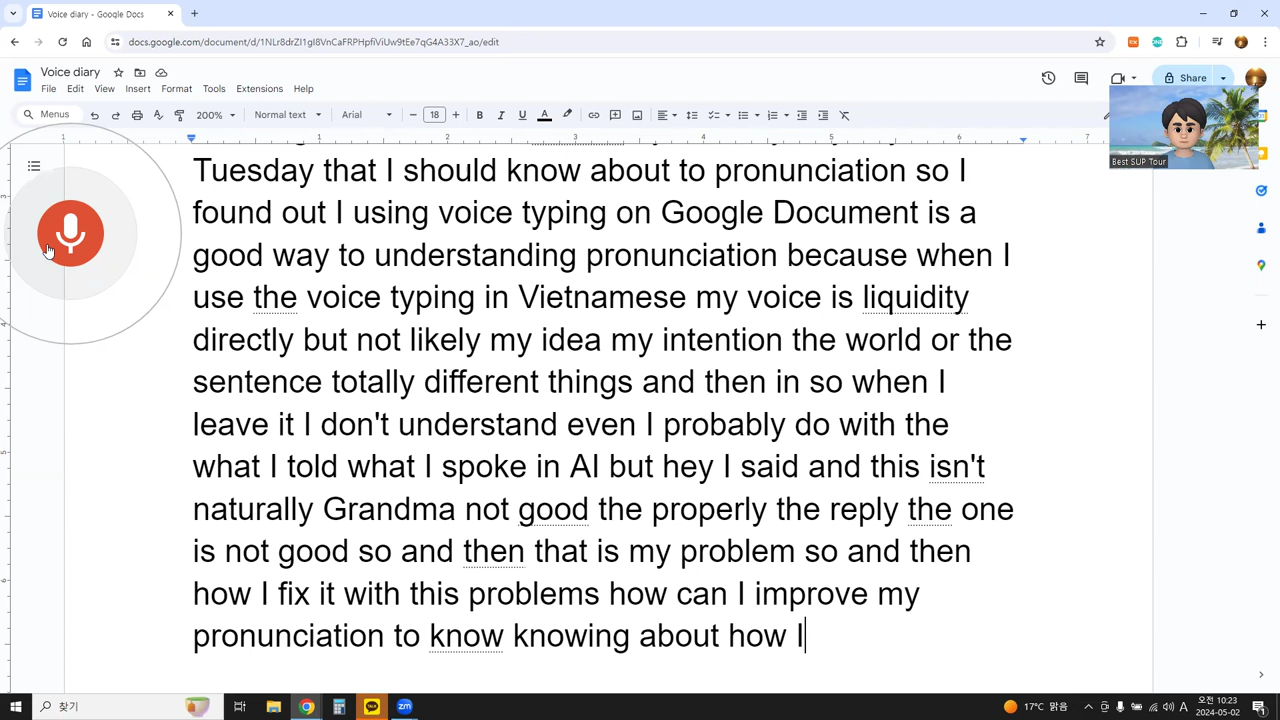 Voice diary - Google Docs
docs.google.com/document/d/1NLr8drZI1gI8VnCaFRPHpfiViUw9tEe7qG4A33X7_ao/edit
Voice diary
File Edit View Insert Format Tools Extensions Help
Share
Menus 200% Normal text Arial 18 B I U A
1 1 2 3 4 5 6 7
Best SUP Tour
Tuesday that I should know about to pronunciation so I
found out I using voice typing on Google Document is a
good way to understanding pronunciation because when I
use the voice typing in Vietnamese my voice is liquidity
directly but not likely my idea my intention the world or the
sentence totally different things and then in so when I
leave it I don't understand even I probably do with the
what I told what I spoke in AI but hey I said and this isn't
naturally Grandma not good the properly the reply the one
is not good so and then that is my problem so and then
how I fix it with this problems how can I improve my
pronunciation to know knowing about how I
찾기
17°C 맑음
A
오전 10:23
2024-05-02